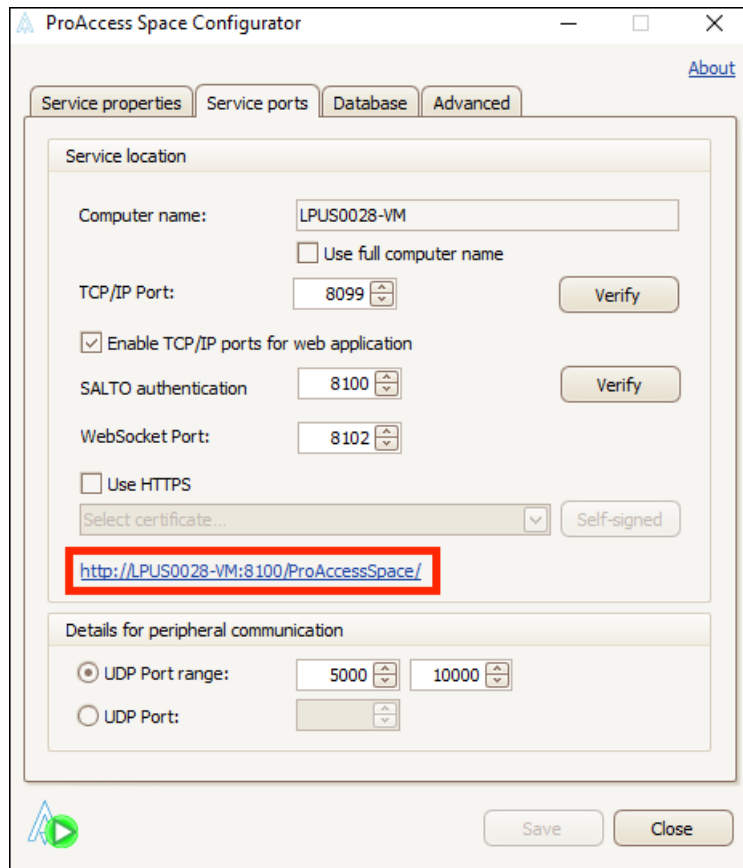 ProAccess Space Configurator
About
Service properties Service ports Database Advanced
Service location
Computer name: LPUS0028-VM
Use full computer name
TCP/IP Port: 8099 Verify
Enable TCP/IP ports for web application
SALTO authentication 8100 Verify
WebSocket Port: 8102
Use HTTPS
Select certificate... Self-signed
http://LPUS0028-VM:8100/ProAccessSpace/
Details for peripheral communication
UDP Port range: 5000 10000
UDP Port:
Save Close